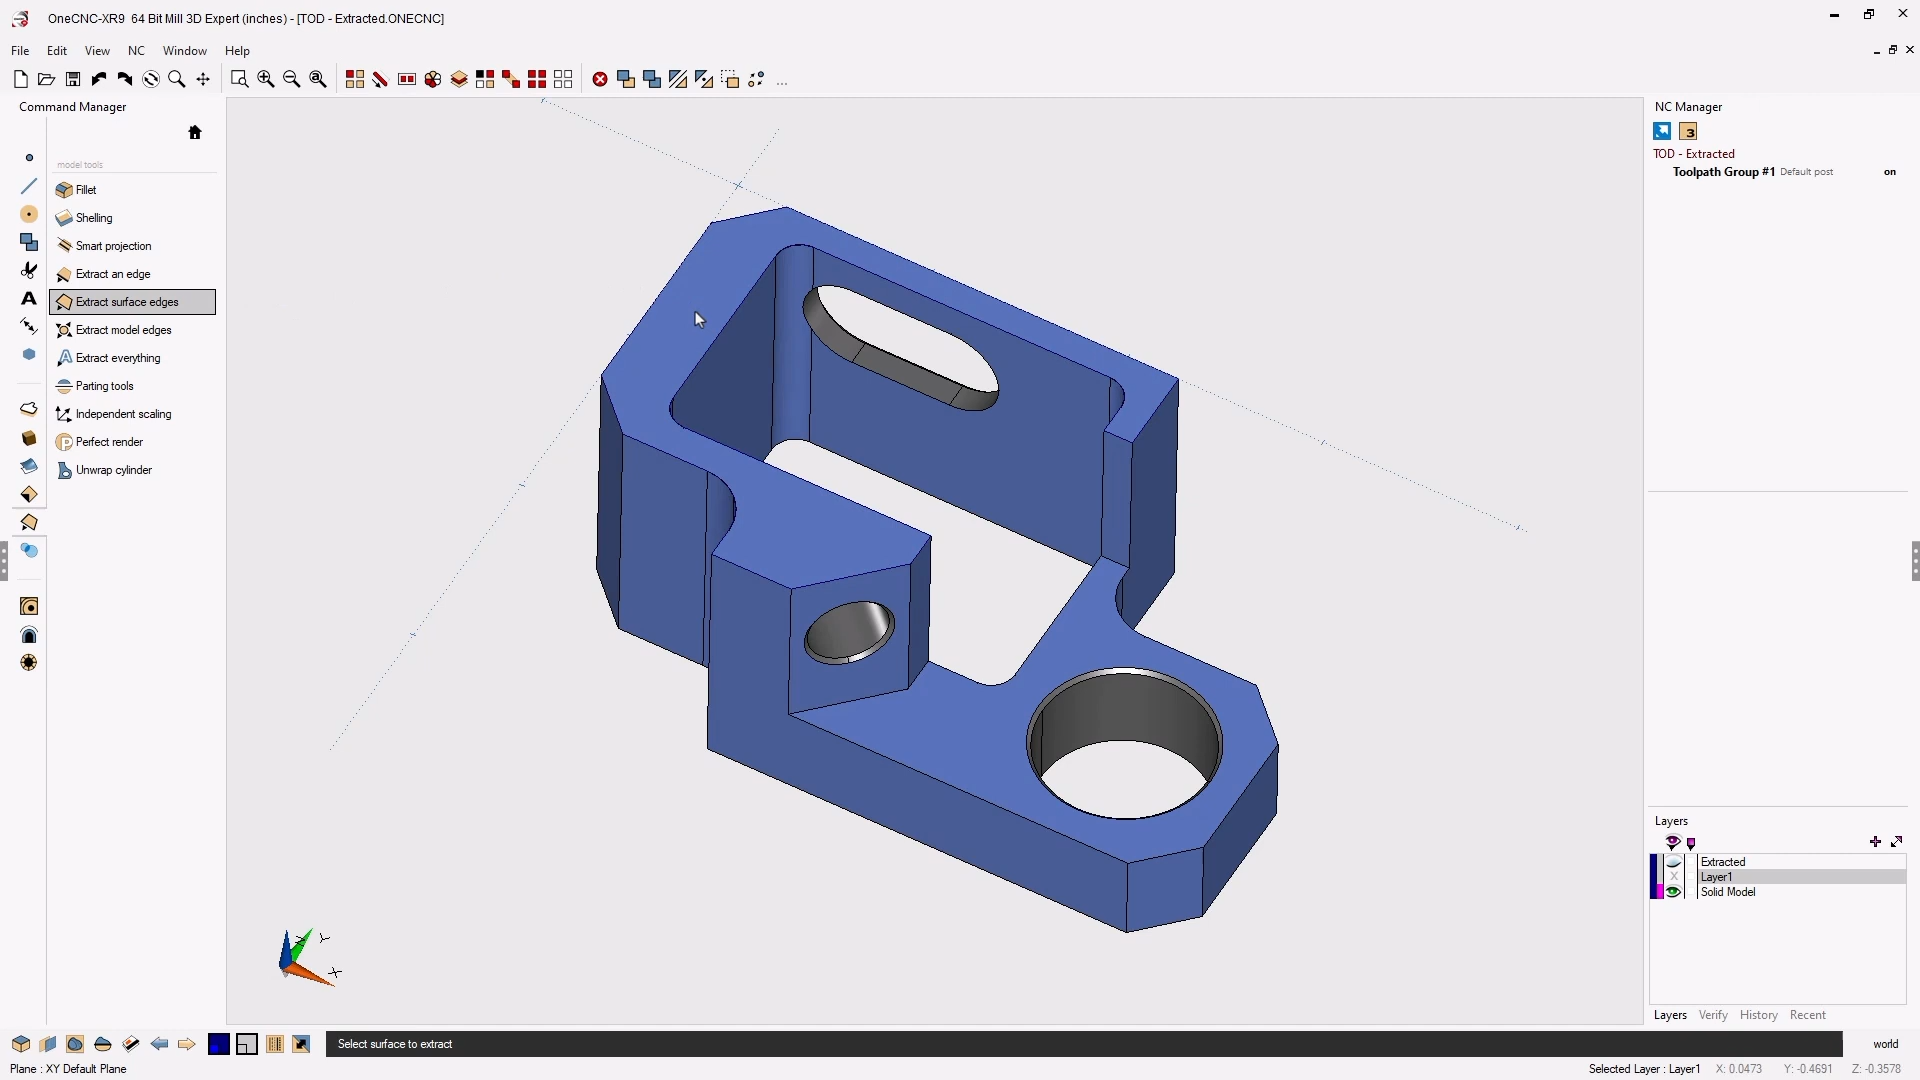 OneCNC-XR9 64 Bit Mill 3D Expert (inches) - [TOD - Extracted.ONECNC]
File Edit View NC Window Help
Command Manager
model tools
Fillet
Shelling
Smart projection
Extract an edge
Extract surface edges
Extract model edges
Extract everything
Parting tools
Independent scaling
Perfect render
Unwrap cylinder
A
Z Y
X
NC Manager
3
TOD - Extracted
Toolpath Group #1 Default post on
Layers
Extracted
X Layer1
Solid Model
Layers Verify History Recent
Select surface to extract
world
Plane : XY Default Plane
Selected Layer : Layer1 X: 0.0473 Y: -0.4691 Z: -0.3578